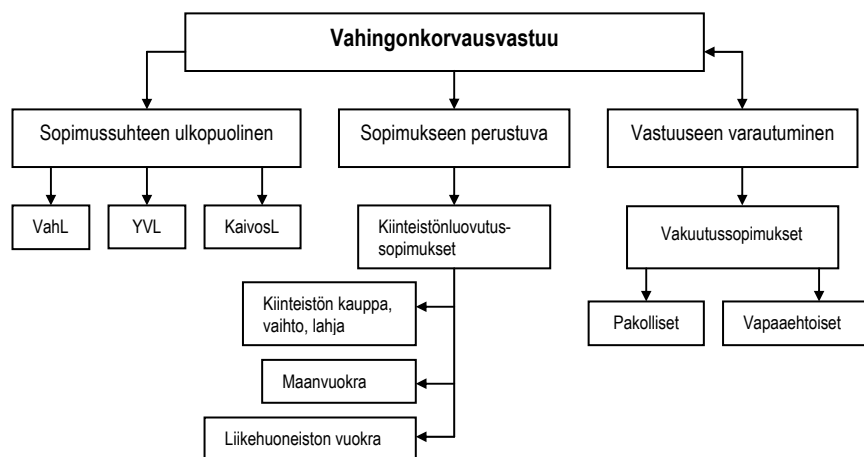 Vahingonkorvausvastuu
Sopimussuhteen ulkopuolinen
Sopimukseen perustuva
Vastuuseen varautuminen
VahL
YVL
KaivosL
Kiinteistönluovutus-
sopimukset
Vakuutussopimukset
Kiinteistön kauppa,
vaihto, lahja
Pakolliset
Vapaaehtoiset
Maanvuokra
Liikehuoneiston vuokra